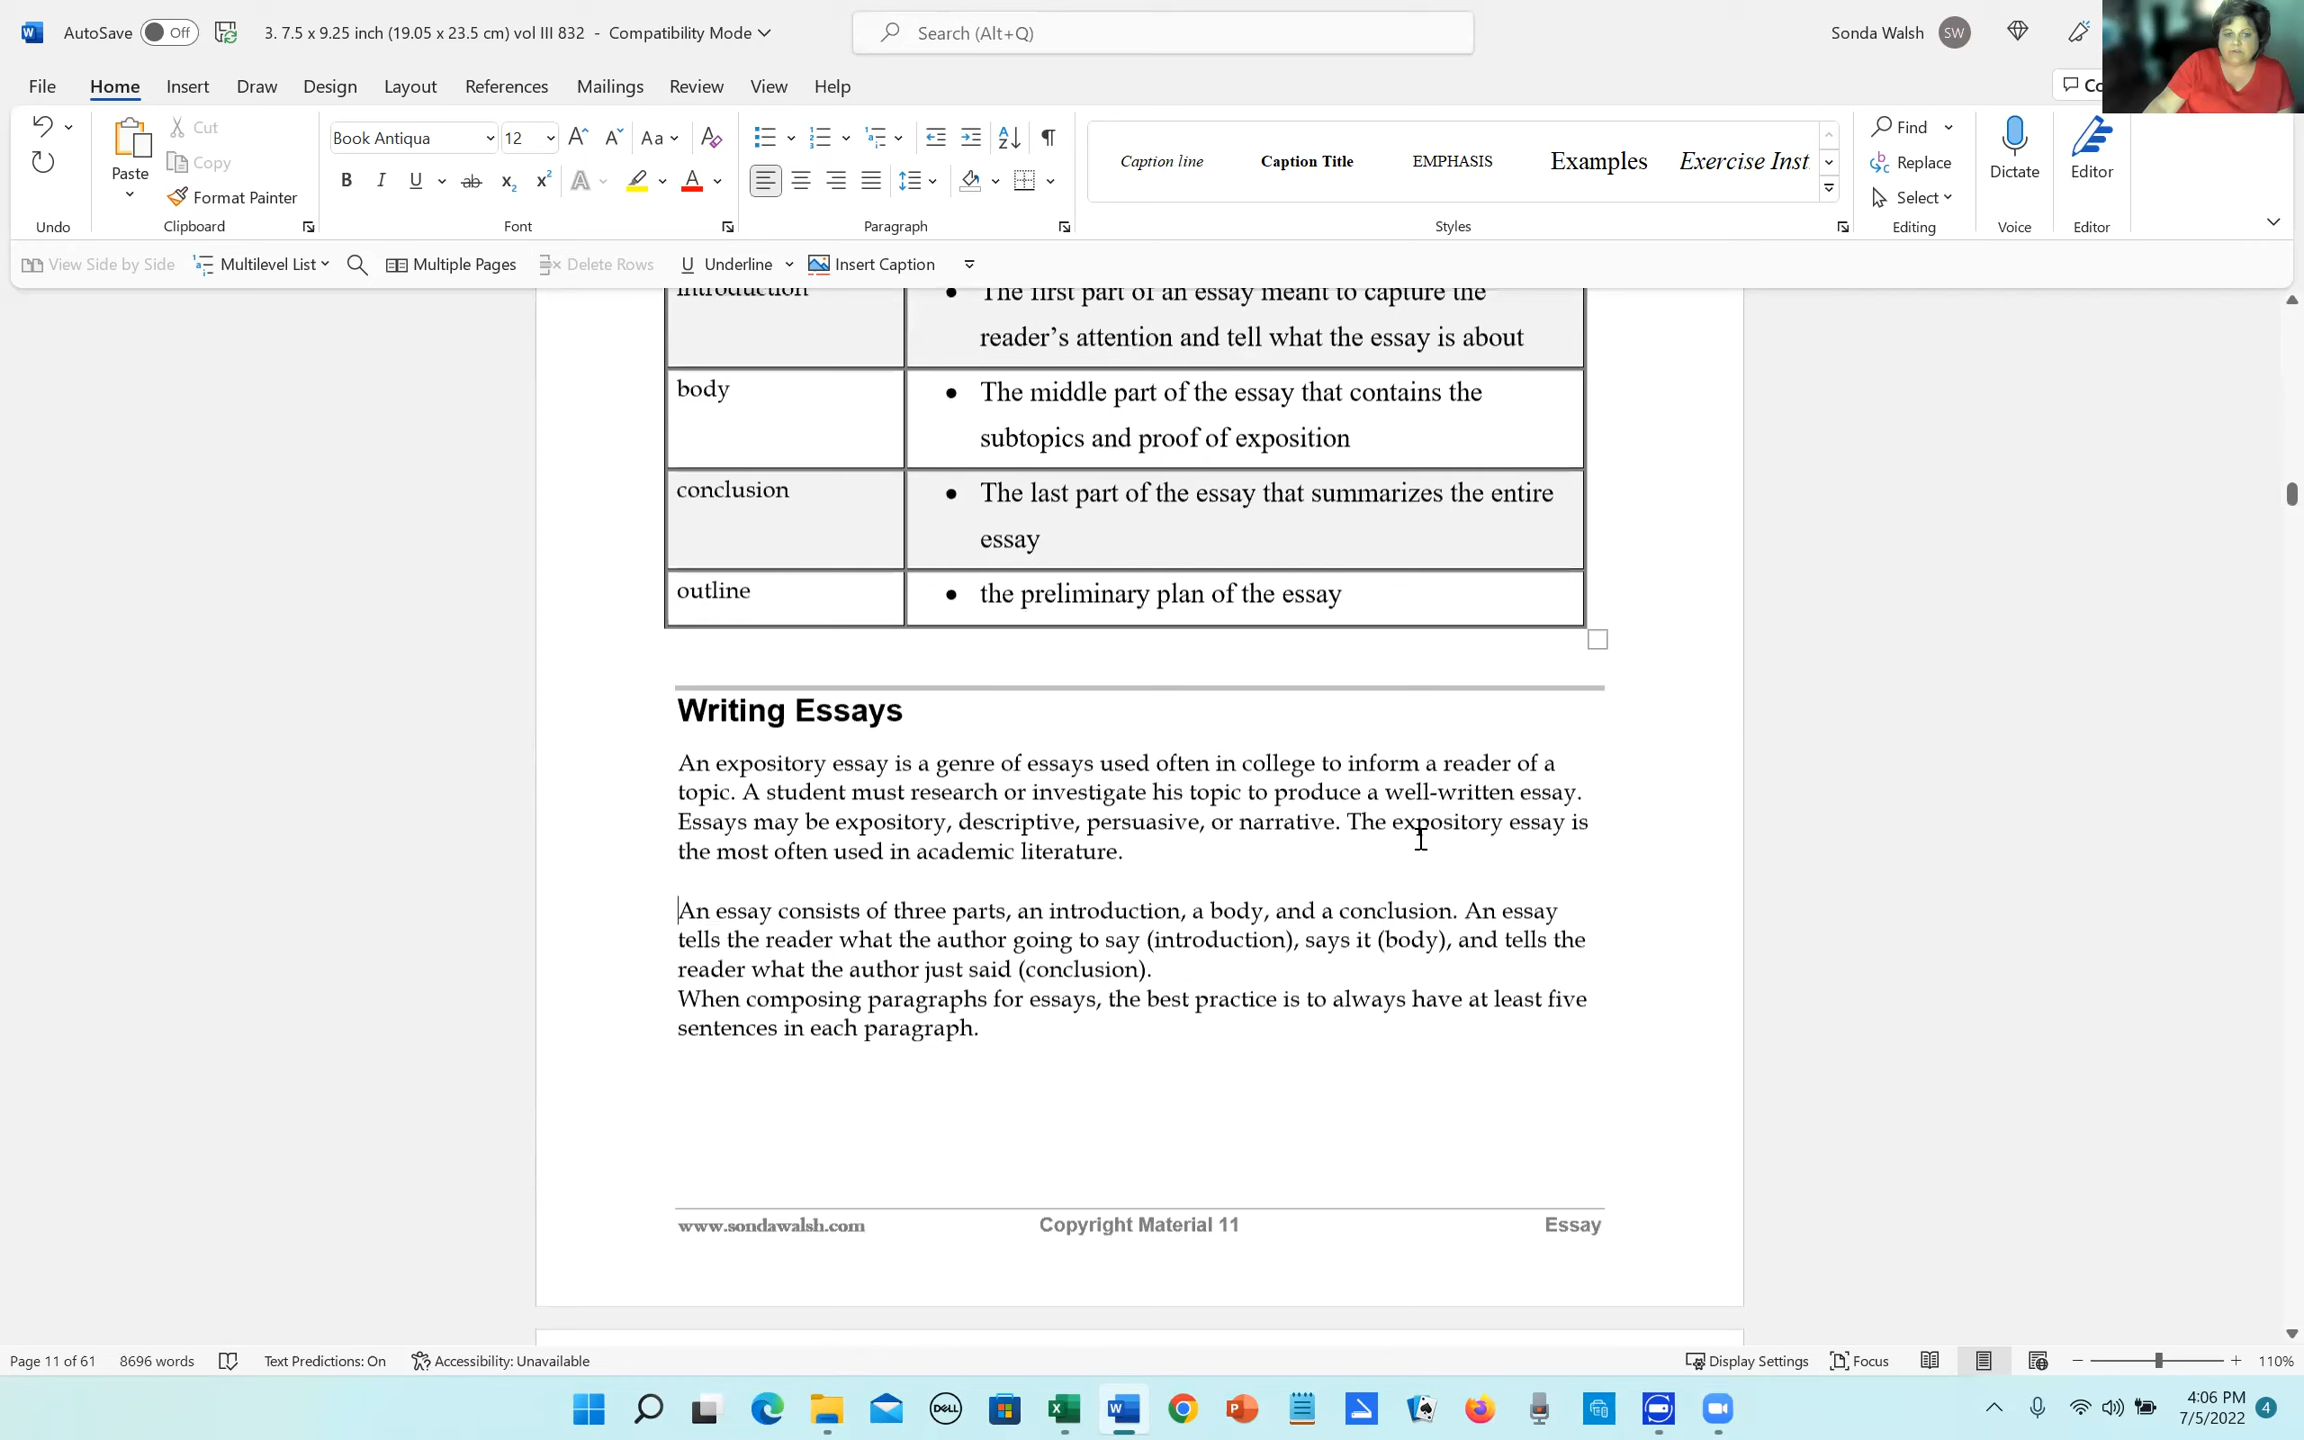 AutoSave Off 3. 7.5 x 9.25 inch (19.05 x 23.5 cm) vol III 832 - Compatibility Mode Search (Alt+Q) Sonda Walsh SW
File Home Insert Draw Design Layout References Mailings Review View Help
Paste Cut Copy Format Painter
Book Antiqua 12 Aa
B I U ab x₂ x² A A
Caption line Caption Title EMPHASIS Examples Exercise Inst
Find Replace Select Dictate Editor
Undo Clipboard Font Paragraph Styles Editing Voice Editor
View Side by Side Multilevel List Multiple Pages Delete Rows U Underline Insert Caption
introduction • The first part of an essay meant to capture the
reader’s attention and tell what the essay is about
body • The middle part of the essay that contains the
subtopics and proof of exposition
conclusion • The last part of the essay that summarizes the entire
essay
outline • the preliminary plan of the essay
Writing Essays
An expository essay is a genre of essays used often in college to inform a reader of a
topic. A student must research or investigate his topic to produce a well-written essay.
Essays may be expository, descriptive, persuasive, or narrative. The expository essay is
the most often used in academic literature.
An essay consists of three parts, an introduction, a body, and a conclusion. An essay
tells the reader what the author going to say (introduction), says it (body), and tells the
reader what the author just said (conclusion).
When composing paragraphs for essays, the best practice is to always have at least five
sentences in each paragraph.
www.sondawalsh.com Copyright Material 11 Essay
Page 11 of 61 8696 words Text Predictions: On Accessibility: Unavailable Display Settings Focus 110%
DELL
4:06 PM
7/5/2022 4